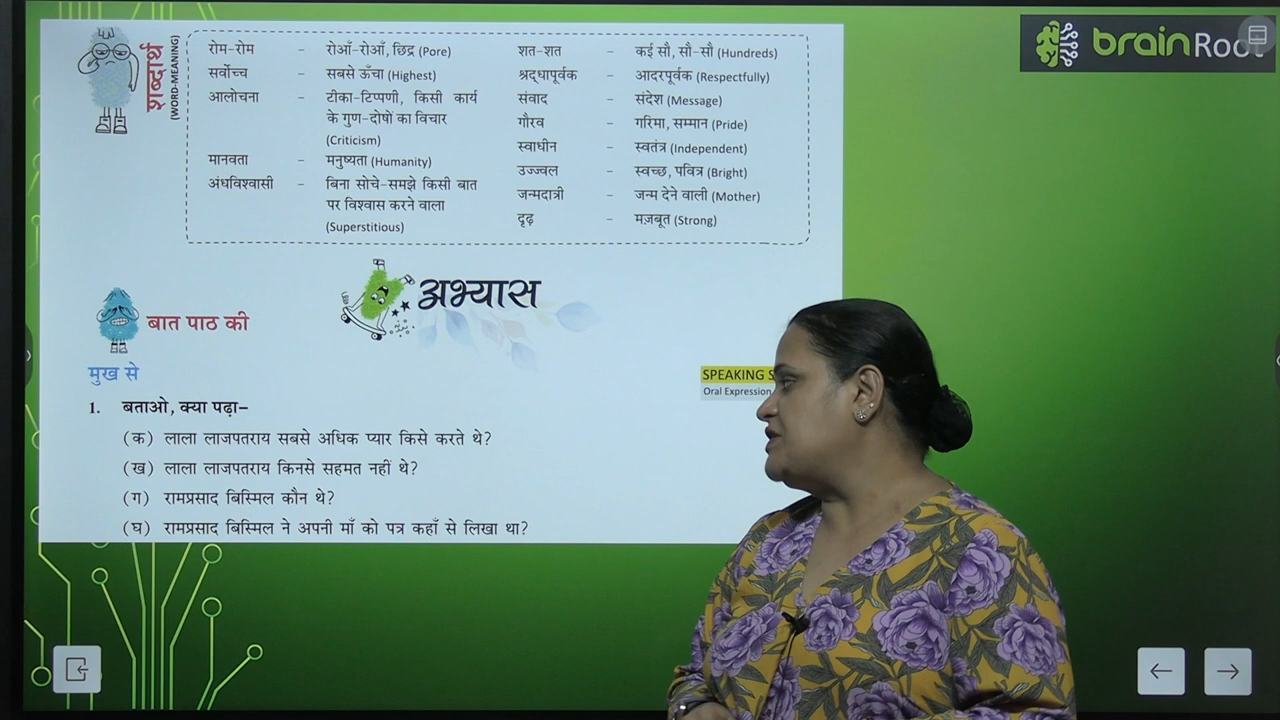 शब्दार्थ
(WORD-MEANING)
रोम-रोम – रोआँ-रोआँ, छिद्र (Pore)
सर्वोच्च – सबसे ऊँचा (Highest)
आलोचना – टीका-टिप्पणी, किसी कार्य
के गुण-दोषों का विचार
(Criticism)
मानवता – मनुष्यता (Humanity)
अंधविश्वासी – बिना सोचे-समझे किसी बात
पर विश्वास करने वाला
(Superstitious)
शत-शत – कई सौ, सौ-सौ (Hundreds)
श्रद्धापूर्वक – आदरपूर्वक (Respectfully)
संवाद – संदेश (Message)
गौरव – गरिमा, सम्मान (Pride)
स्वाधीन – स्वतंत्र (Independent)
उज्ज्वल – स्वच्छ, पवित्र (Bright)
जन्मदात्री – जन्म देने वाली (Mother)
दृढ़ – मज़बूत (Strong)
brainRoot
अभ्यास
बात पाठ की
मुख से
SPEAKING
Oral Expression
1. बताओ, क्या पढ़ा–
(क) लाला लाजपतराय सबसे अधिक प्यार किसे करते थे?
(ख) लाला लाजपतराय किनसे सहमत नहीं थे?
(ग) रामप्रसाद बिस्मिल कौन थे?
(घ) रामप्रसाद बिस्मिल ने अपनी माँ को पत्र कहाँ से लिखा था?